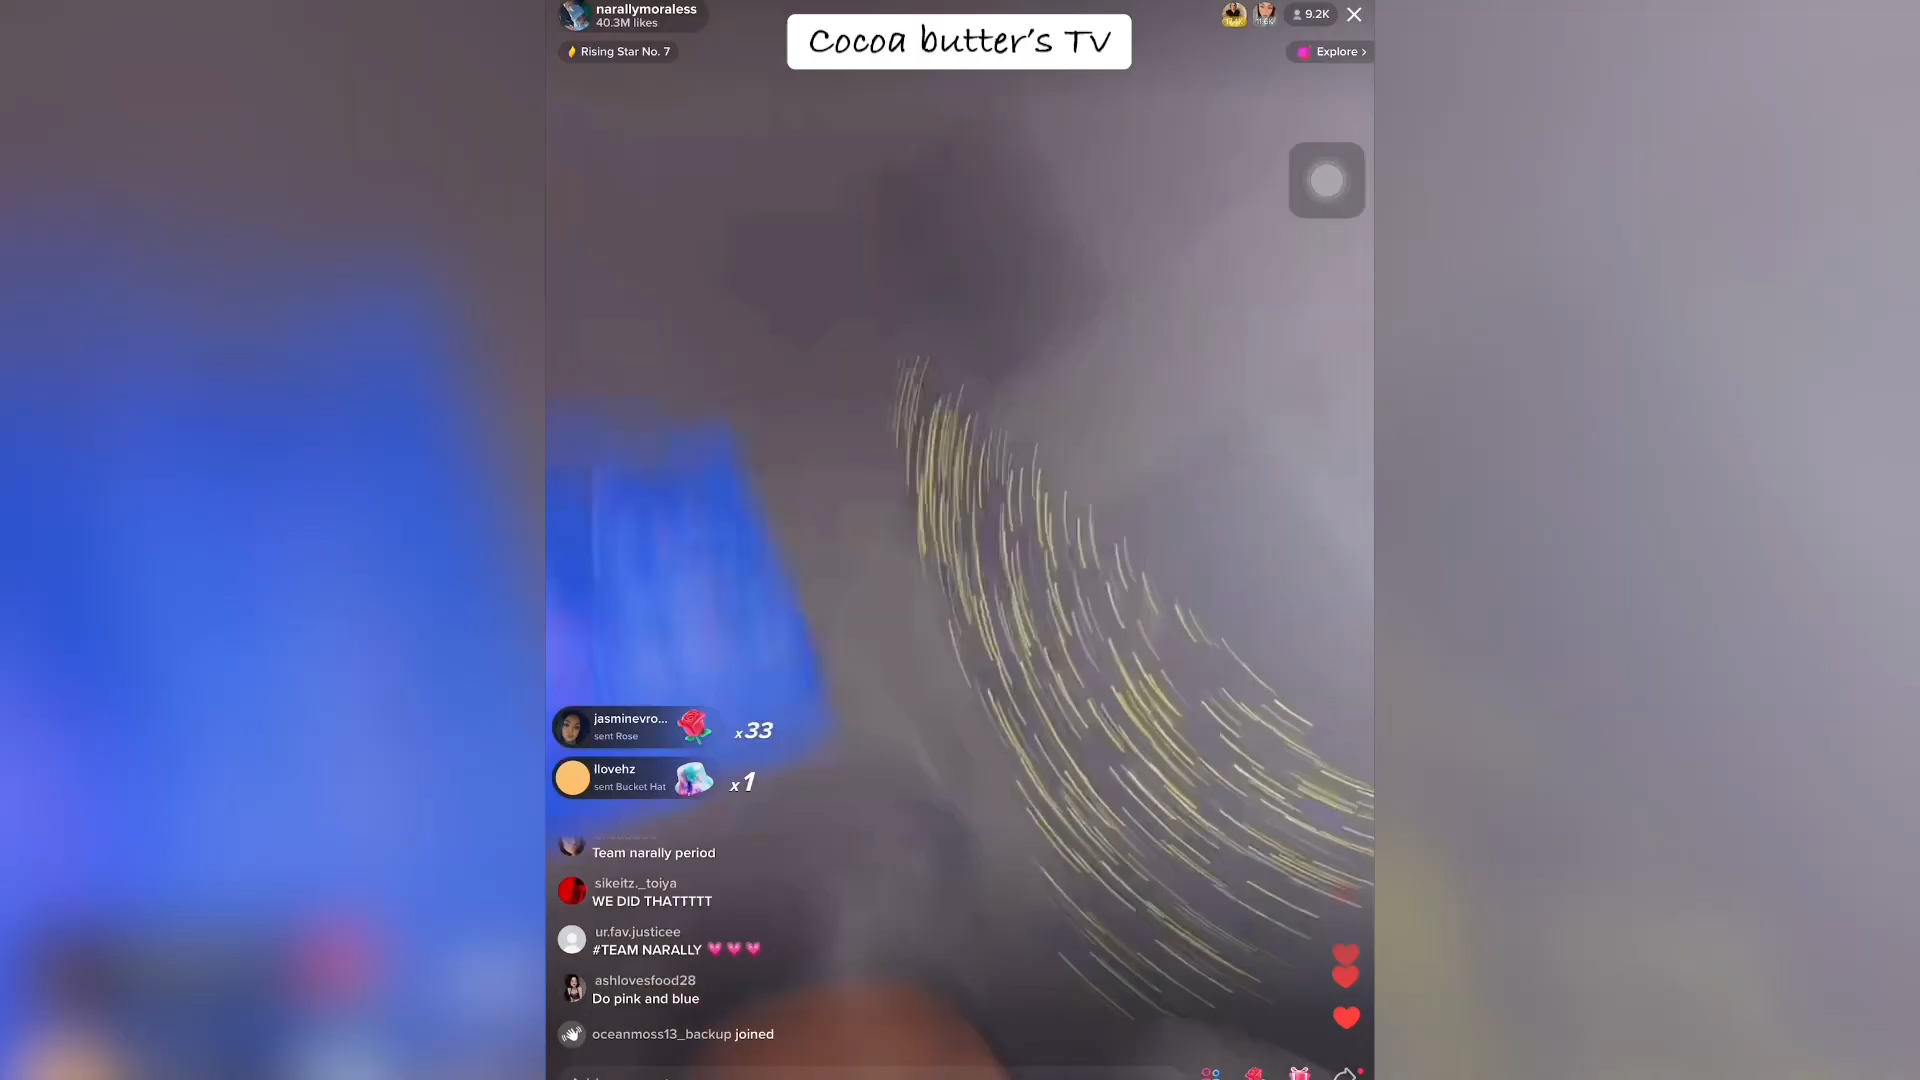 narallymoraless
40.3M likes
Cocoa butter's TV
9.2K
Rising Star No. 7
Explore >
jasminevro...
sent Rose
x33
llovehz
sent Bucket Hat
x1
Team narally period
sikeitz._toiya
WE DID THATTTTT
ur.fav.justicee
#TEAM NARALLY 💗💗💗
ashlovesfood28
Do pink and blue
oceanmoss13_backup joined